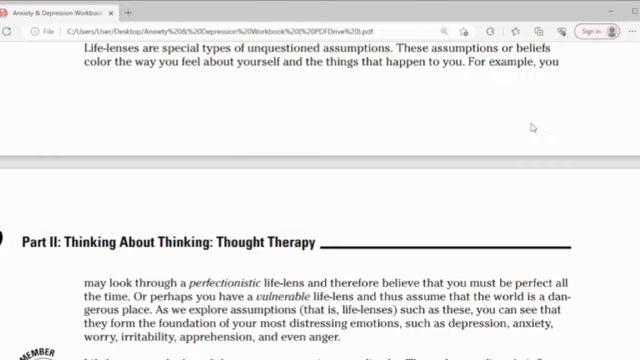 Anxiety & Depression Workbook
File
C:/Users/User/Desktop/Anxiety%20&%20Depression%20Workbook%20(%20PDFDrive%20).pdf
Sign in
Life-lenses are special types of unquestioned assumptions. These assumptions or beliefs
color the way you feel about yourself and the things that happen to you. For example, you
Part II: Thinking About Thinking: Thought Therapy
may look through a perfectionistic life-lens and therefore believe that you must be perfect all
the time. Or perhaps you have a vulnerable life-lens and thus assume that the world is a dan-
gerous place. As we explore assumptions (that is, life-lenses) such as these, you can see that
they form the foundation of your most distressing emotions, such as depression, anxiety,
worry, irritability, apprehension, and even anger.
MEMBER